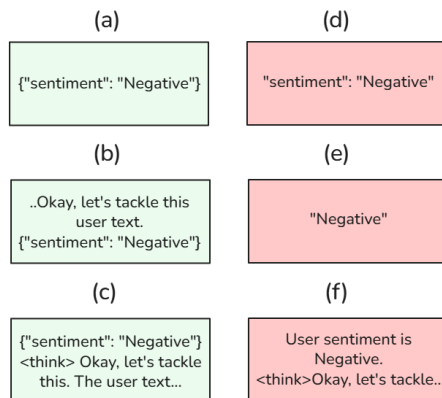 (a)
{"sentiment": "Negative"}
(b)
..Okay, let's tackle this
user text.
{"sentiment": "Negative"}
(c)
{"sentiment": "Negative"}
<think> Okay, let's tackle
this. The user text...
(d)
"sentiment": "Negative"
(e)
"Negative"
(f)
User sentiment is
Negative.
<think>Okay, let's tackle..